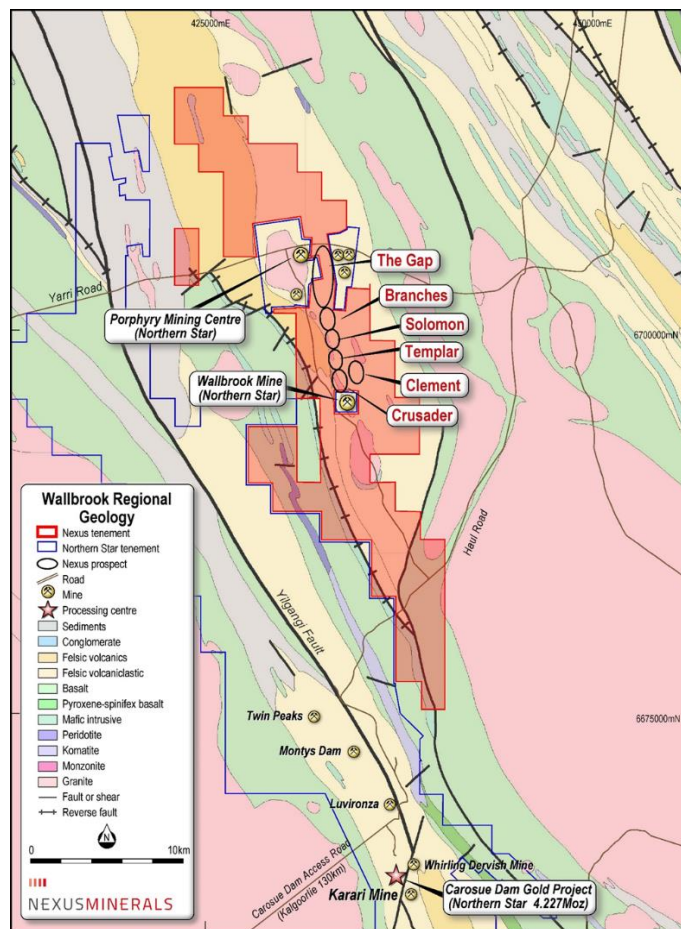 425000mE
The Gap
Branches
Solomon
Templar
Clement
Crusader
Yarri Road
Porphyry Mining Centre
(Northern Star)
6700000mN
Wallbrook Mine
(Northern Star)
Haul Road
Yilgangi Fault
6675000mN
Twin Peaks
Montys Dam
Luvironza
Whirling Dervish Mine
Carosue Dam Access Road
(Kalgoorlie 130km)
Karari Mine
Carosue Dam Gold Project
(Northern Star 4.227Moz)
Wallbrook Regional
Geology
Nexus tenement
Northern Star tenement
Nexus prospect
Road
Mine
Processing centre
Sediments
Conglomerate
Felsic volcanics
Felsic volcaniclastic
Basalt
Pyroxene-spinifex basalt
Mafic intrusive
Peridotite
Komatite
Monzonite
Granite
Fault or shear
Reverse fault
N
0 10km
NEXUSMINERALS